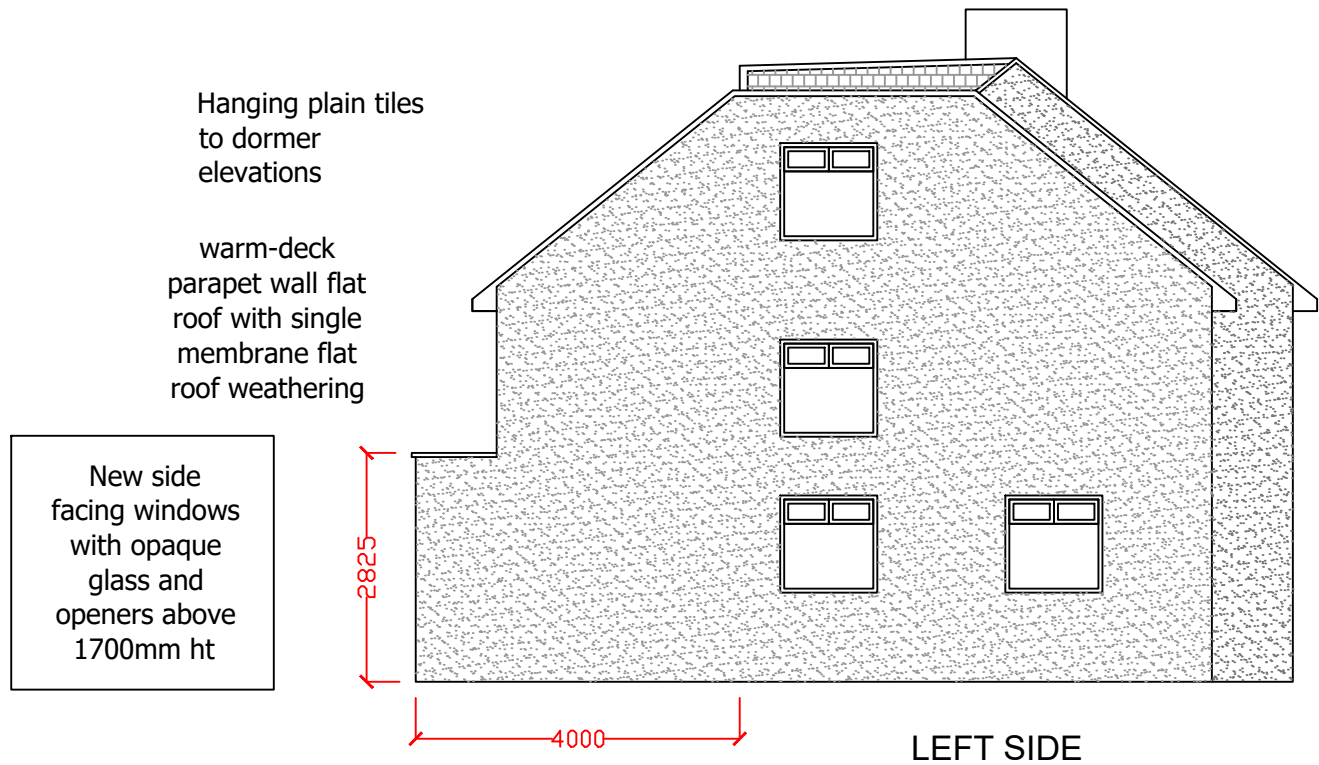 Hanging plain tiles
to dormer
elevations
warm-deck
parapet wall flat
roof with single
membrane flat
roof weathering
New side
facing windows
with opaque
glass and
openers above
1700mm ht
2825
4000
LEFT SIDE